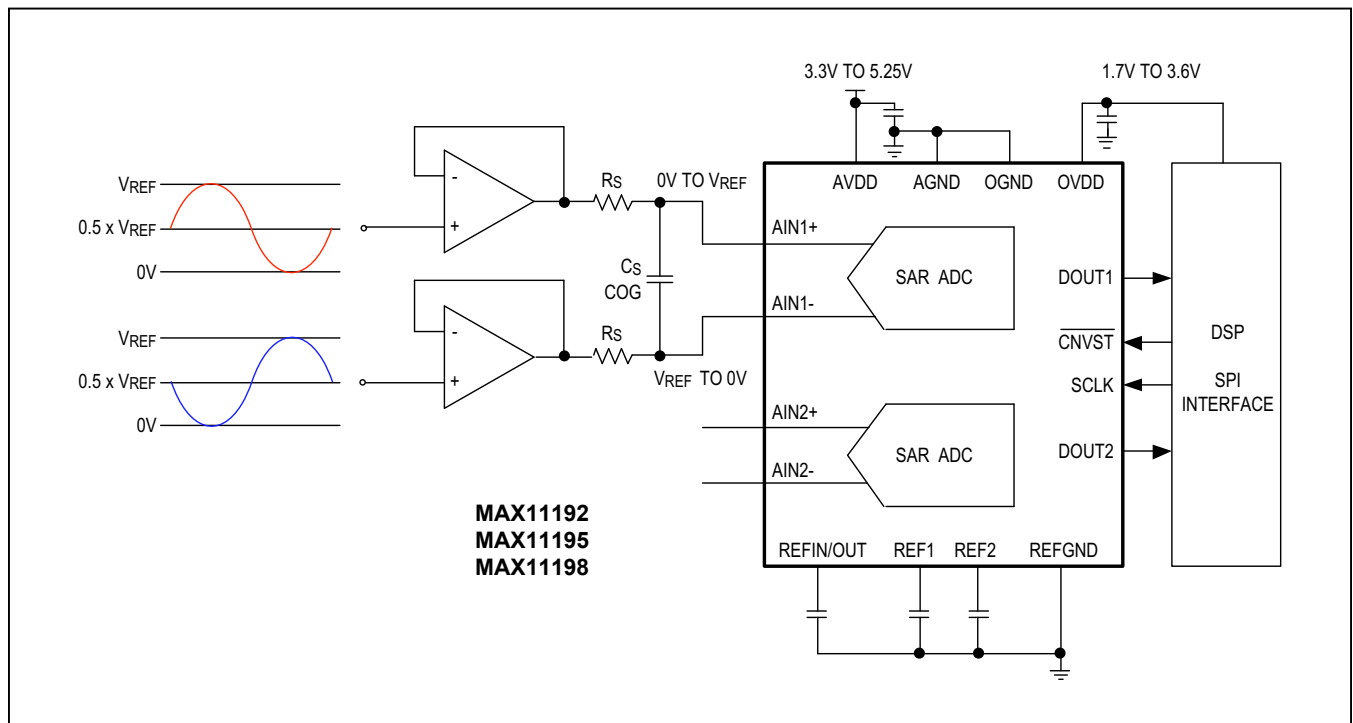 3.3V TO 5.25V
1.7V TO 3.6V
AVDD
AGND
OGND
OVDD
VREF
0.5 x VREF
0V
-
+
RS
0V TO VREF
AIN1+
SAR ADC
AIN1-
CS
COG
DOUT1
CNVST
SCLK
DOUT2
DSP
SPI
INTERFACE
VREF
0.5 x VREF
0V
-
+
RS
VREF TO 0V
AIN2+
SAR ADC
AIN2-
MAX11192
MAX11195
MAX11198
REFIN/OUT
REF1
REF2
REFGND